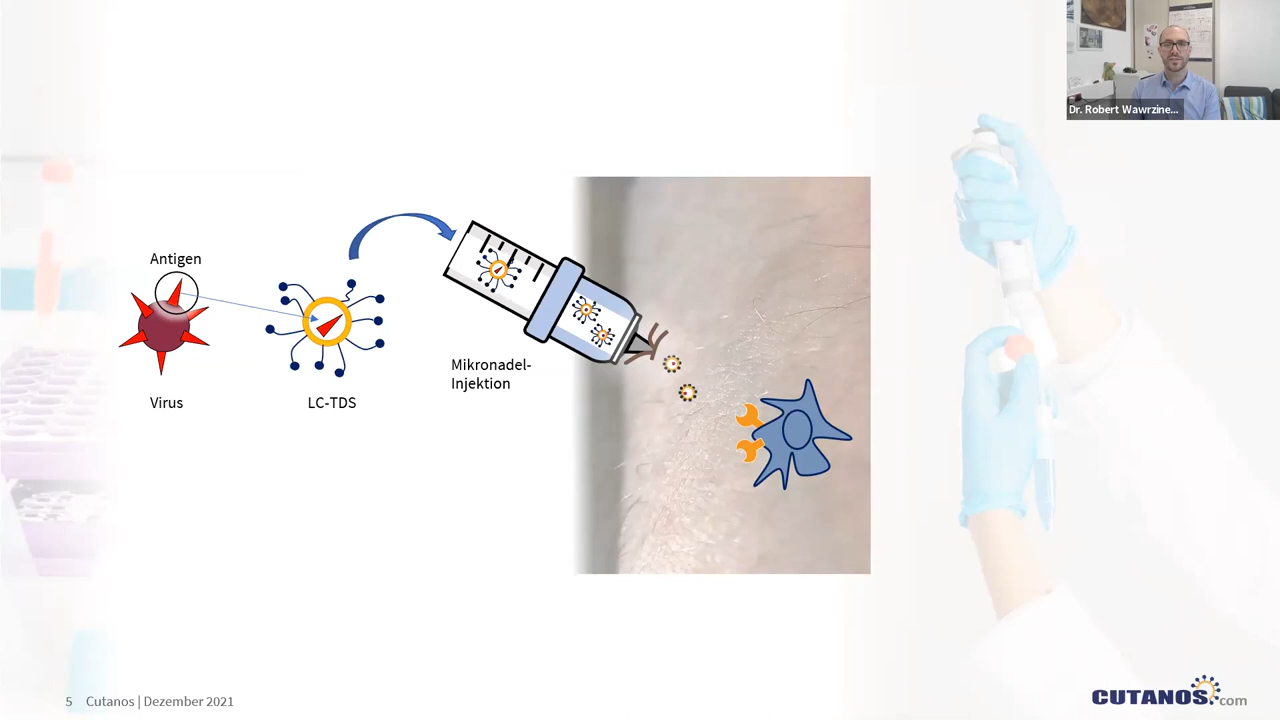 Dr. Robert Wawrzine...
Antigen
Mikronadel-
Injektion
Virus
LC-TDS
5 Cutanos | Dezember 2021
CUTANOS.com